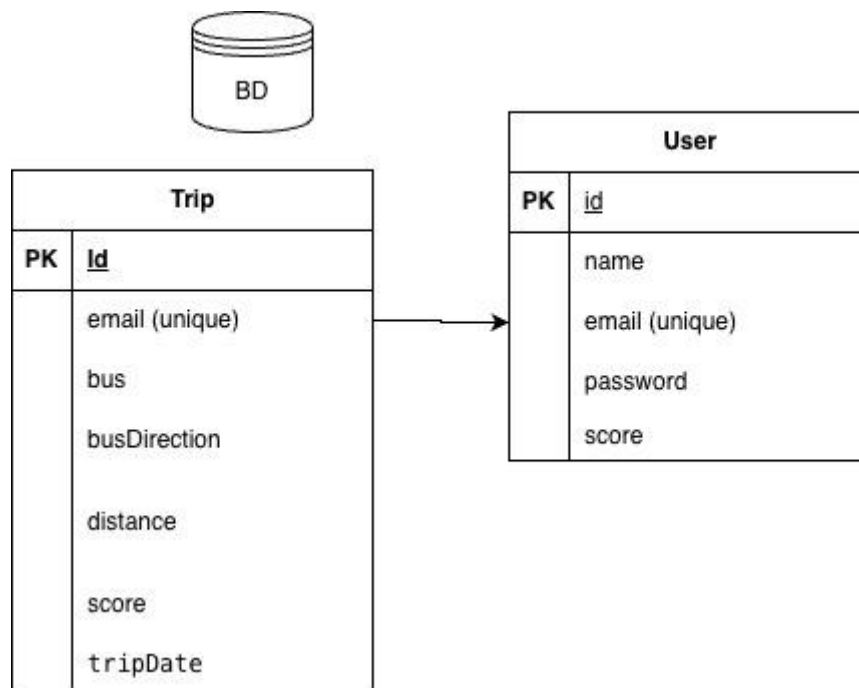 BD
Trip
PK Id
email (unique)
bus
busDirection
distance
score
tripDate
User
PK id
name
email (unique)
password
score